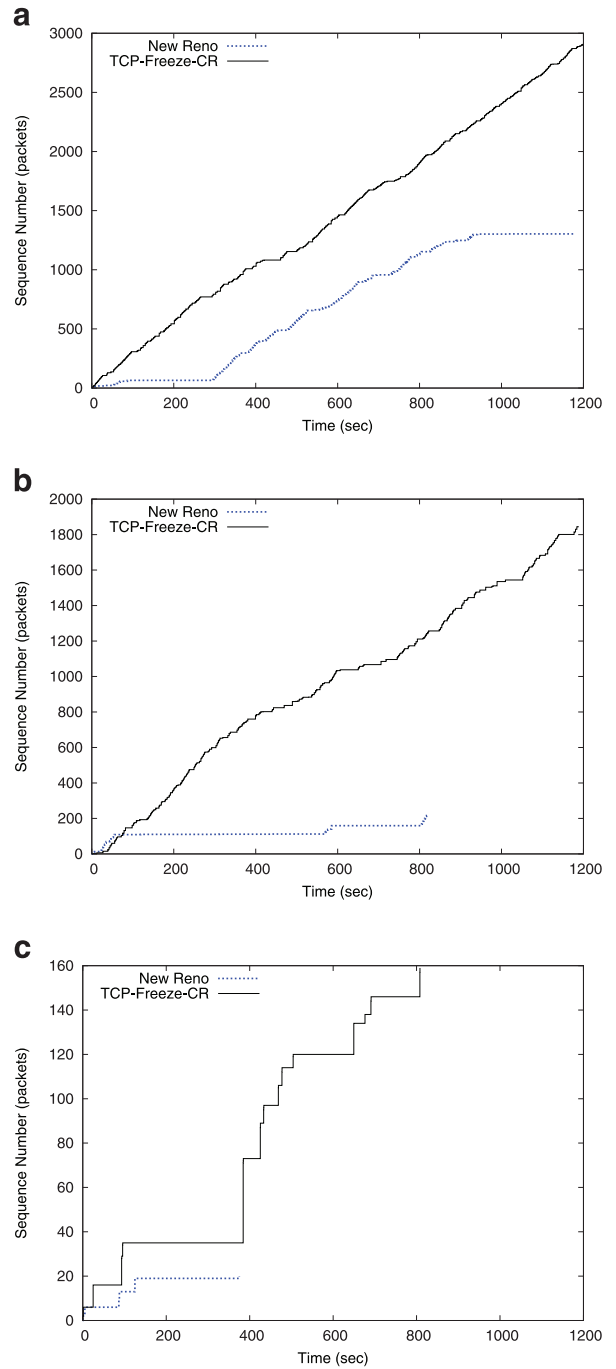 a
New Reno
TCP-Freeze-CR
Sequence Number (packets)
3000
2500
2000
1500
1000
500
0
0 200 400 600 800 1000 1200
Time (sec)
b
New Reno
TCP-Freeze-CR
Sequence Number (packets)
2000
1800
1600
1400
1200
1000
800
600
400
200
0
0 200 400 600 800 1000 1200
Time (sec)
c
New Reno
TCP-Freeze-CR
Sequence Number (packets)
160
140
120
100
80
60
40
20
0
0 200 400 600 800 1000 1200
Time (sec)